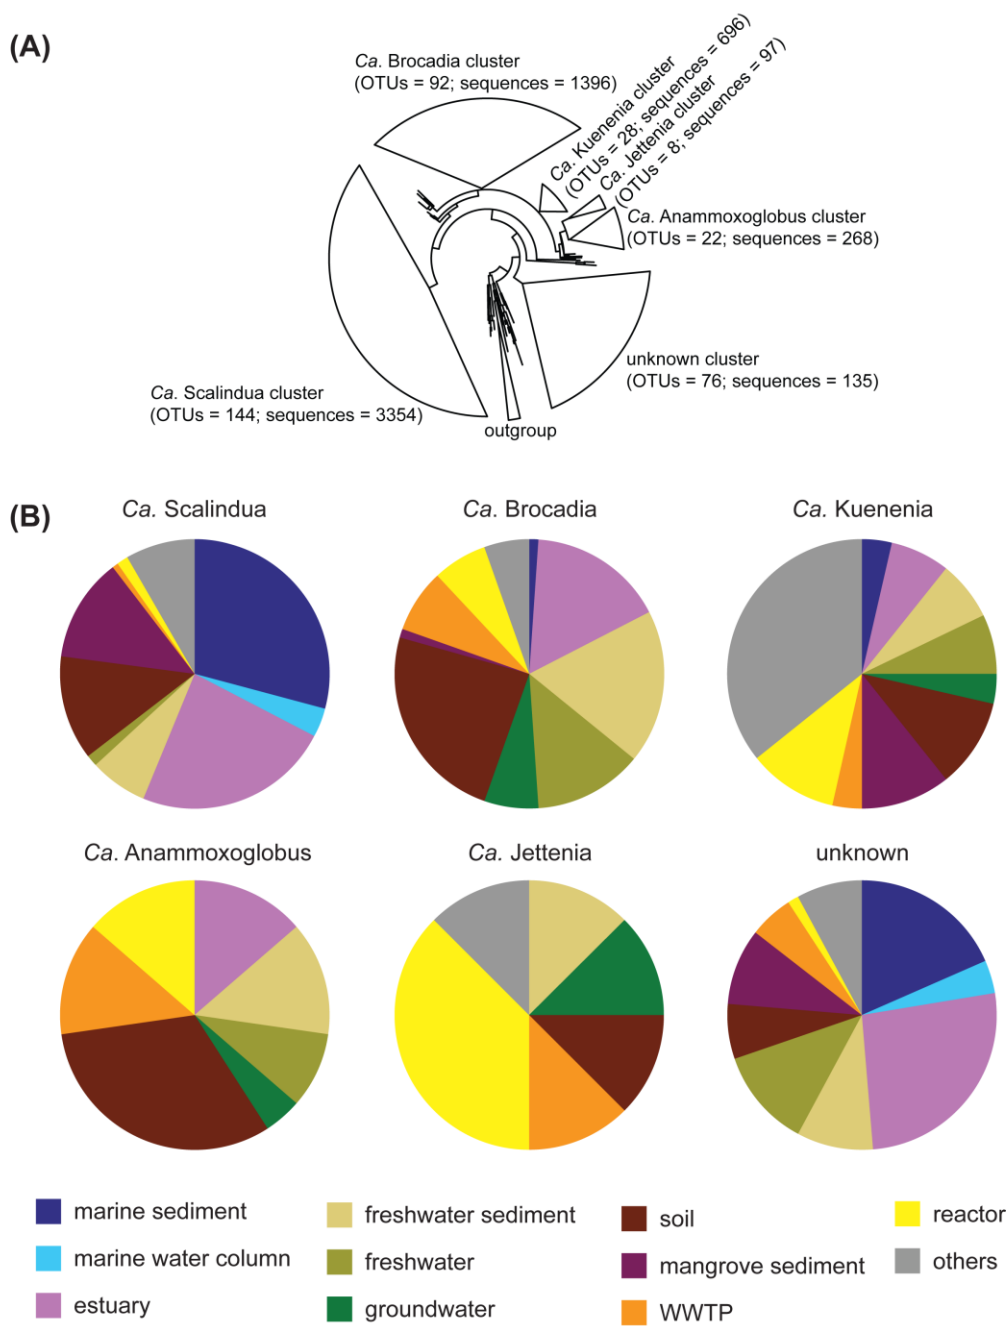 (A)
Ca. Brocadia cluster
(OTUs = 92; sequences = 1396)
Ca. Kuenenia cluster
(OTUs = 28; sequences = 696)
Ca. Jettenia cluster
(OTUs = 8; sequences = 97)
Ca. Anammoxoglobus cluster
(OTUs = 22; sequences = 268)
unknown cluster
(OTUs = 76; sequences = 135)
Ca. Scalindua cluster
(OTUs = 144; sequences = 3354)
outgroup
(B)
Ca. Scalindua
Ca. Brocadia
Ca. Kuenenia
Ca. Anammoxoglobus
Ca. Jettenia
unknown
marine sediment
marine water column
estuary
freshwater sediment
freshwater
groundwater
soil
mangrove sediment
WWTP
reactor
others